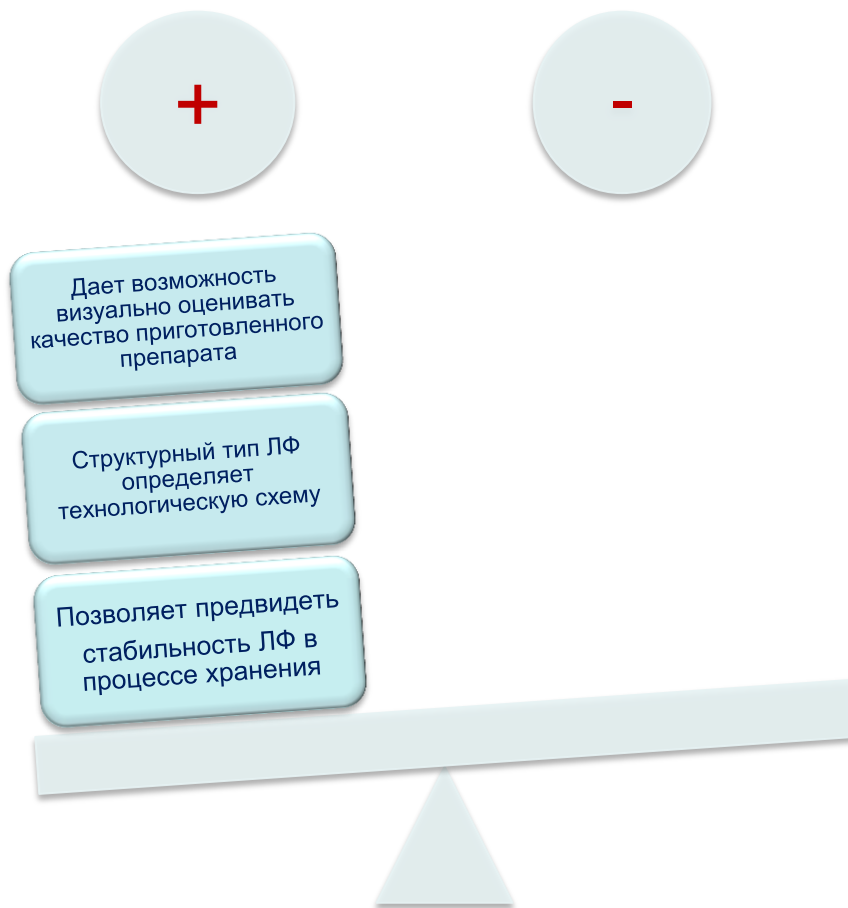 +
-
Дает возможность
визуально оценивать
качество приготовленного
препарата
Структурный тип ЛФ
определяет
технологическую схему
Позволяет предвидеть
стабильность ЛФ в
процессе хранения